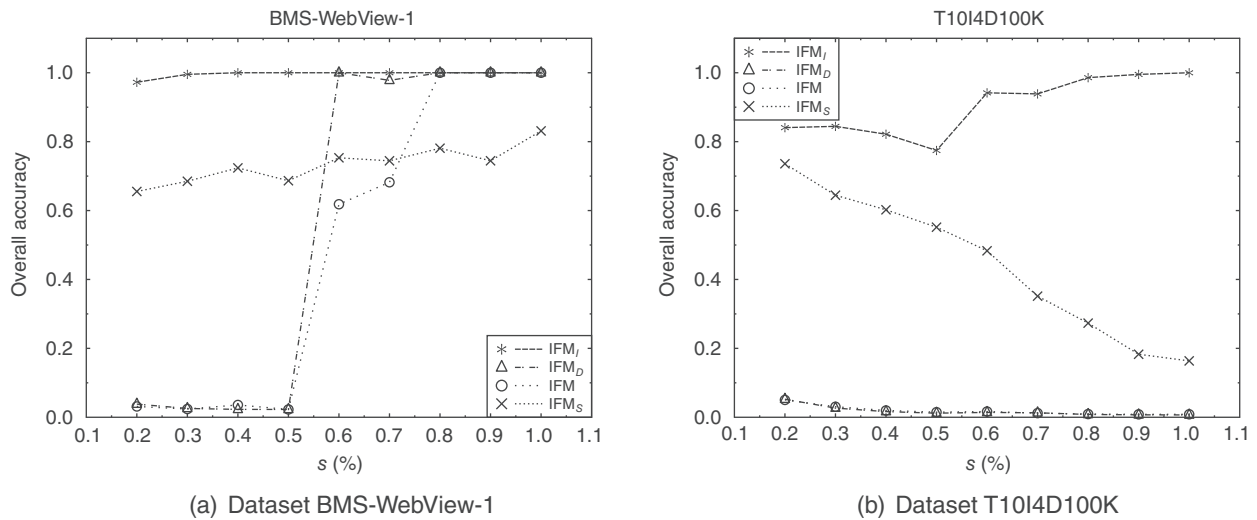 BMS-WebView-1
1.0
0.8
0.6
0.4
0.2
0.0
Overall accuracy
IFM_I
IFM_D
IFM
IFM_S
0.1 0.2 0.3 0.4 0.5 0.6 0.7 0.8 0.9 1.0 1.1
s (%)
(a) Dataset BMS-WebView-1
T10I4D100K
IFM_I
IFM_D
IFM
IFM_S
1.0
0.8
0.6
0.4
0.2
0.0
Overall accuracy
0.1 0.2 0.3 0.4 0.5 0.6 0.7 0.8 0.9 1.0 1.1
s (%)
(b) Dataset T10I4D100K